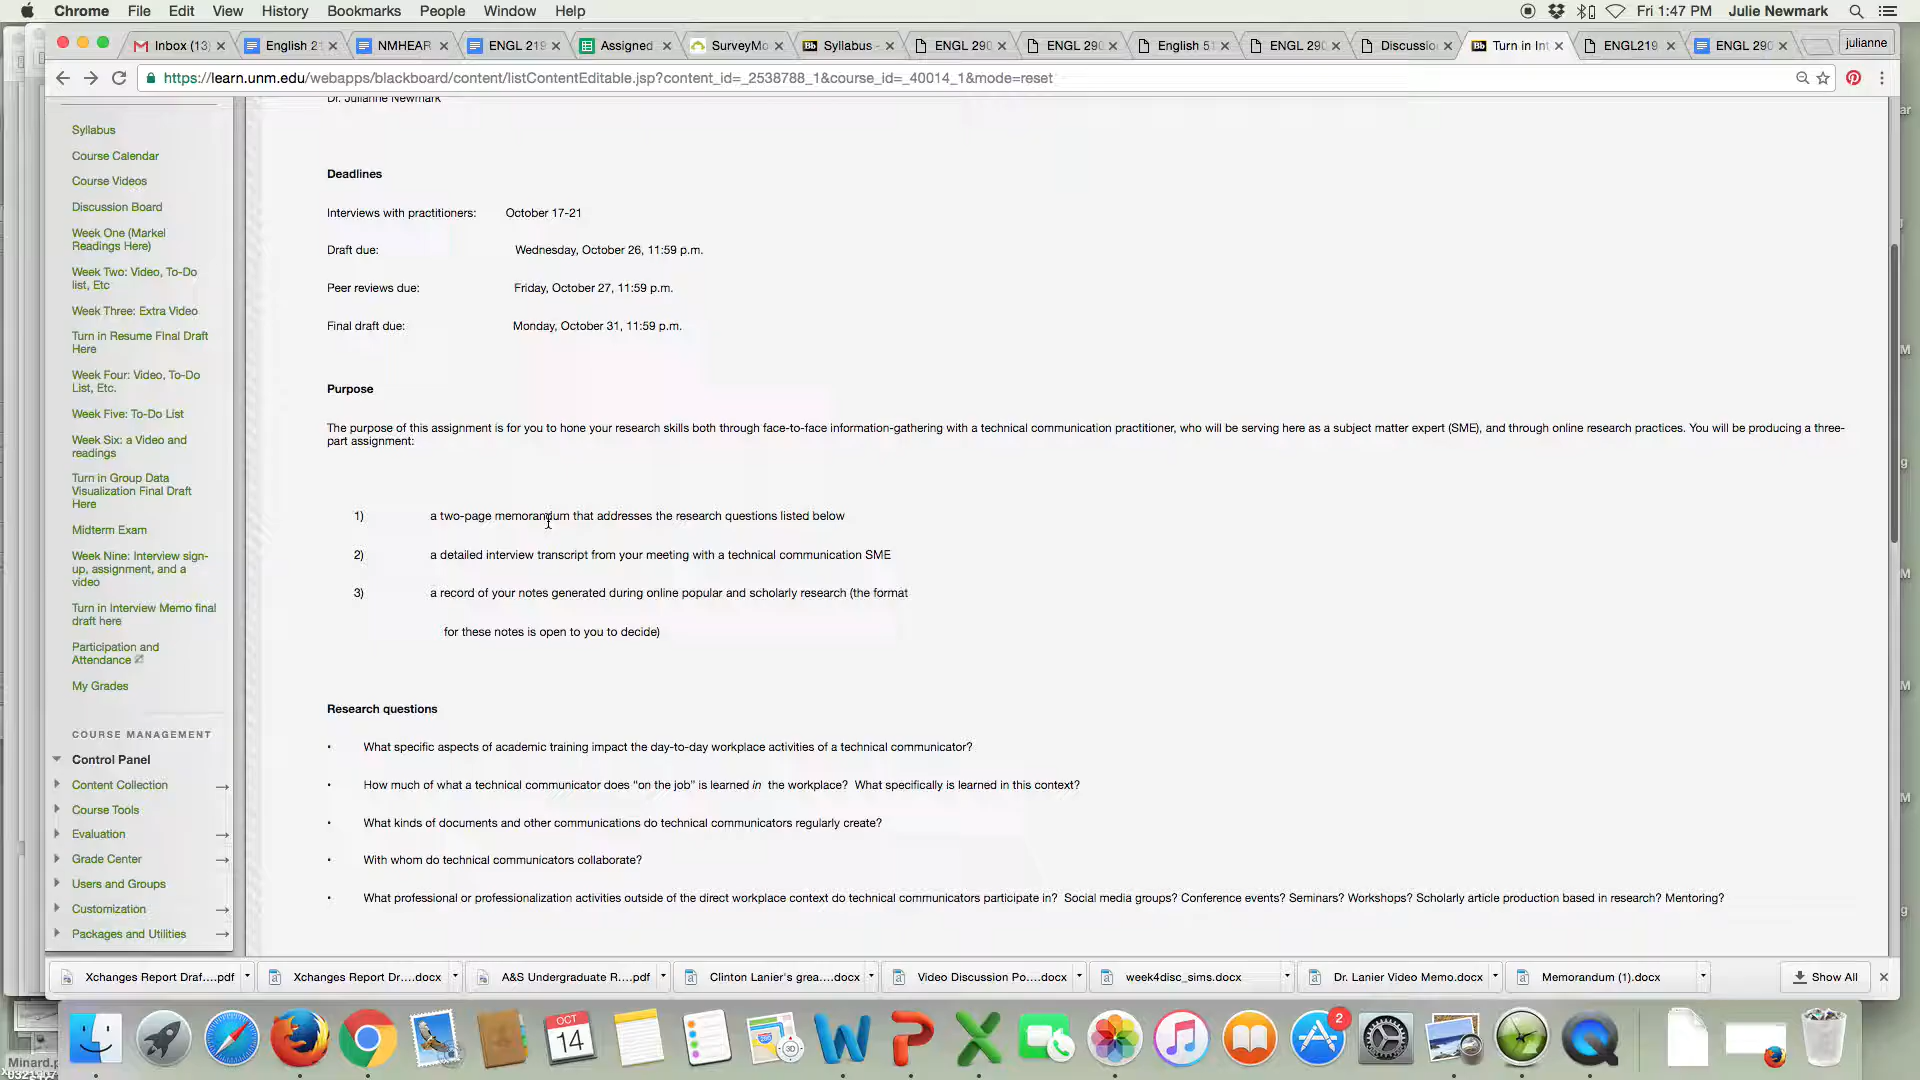 Chrome File Edit View History Bookmarks People Window Help Fri 1:47 PM Julie Newmark
Inbox (13) English 21 NMHEAR ENGL 219 Assigned SurveyMo Syllabus - ENGL 290 ENGL 290 English 51 ENGL 290 Discussio Turn in Int ENGL219 ENGL 290 julianne
https://learn.unm.edu/webapps/blackboard/content/listContentEditable.jsp?content_id=_2538788_1&course_id=_40014_1&mode=reset
Syllabus
Course Calendar
Course Videos
Discussion Board
Week One (Markel
Readings Here)
Week Two: Video, To-Do
list, Etc
Week Three: Extra Video
Turn in Resume FInal Draft
Here
Week Four: Video, To-Do
List, Etc.
Week Five: To-Do List
Week Six: a Video and
readings
Turn in Group Data
Visualization Final Draft
Here
Midterm Exam
Week Nine: Interview sign-
up, assignment, and a
video
Turn in Interview Memo final
draft here
Participation and
Attendance
My Grades
COURSE MANAGEMENT
Control Panel
Content Collection
Course Tools
Evaluation
Grade Center
Users and Groups
Customization
Packages and Utilities
Dr. Julianne Newmark
Deadlines
Interviews with practitioners: October 17-21
Draft due: Wednesday, October 26, 11:59 p.m.
Peer reviews due: Friday, October 27, 11:59 p.m.
Final draft due: Monday, October 31, 11:59 p.m.
Purpose
The purpose of this assignment is for you to hone your research skills both through face-to-face information-gathering with a technical communication practitioner, who will be serving here as a subject matter expert (SME), and through online research practices. You will be producing a three-
part assignment:
1) a two-page memorandum that addresses the research questions listed below
2) a detailed interview transcript from your meeting with a technical communication SME
3) a record of your notes generated during online popular and scholarly research (the format
for these notes is open to you to decide)
Research questions
• What specific aspects of academic training impact the day-to-day workplace activities of a technical communicator?
• How much of what a technical communicator does “on the job” is learned in the workplace? What specifically is learned in this context?
• What kinds of documents and other communications do technical communicators regularly create?
• With whom do technical communicators collaborate?
• What professional or professionalization activities outside of the direct workplace context do technical communicators participate in? Social media groups? Conference events? Seminars? Workshops? Scholarly article production based in research? Mentoring?
Xchanges Report Draf....pdf Xchanges Report Dr....docx A&S Undergraduate R....pdf Clinton Lanier's grea....docx Video Discussion Po....docx week4disc_sims.docx Dr. Lanier Video Memo.docx Memorandum (1).docx Show All
OCT
14
2
Minard.p